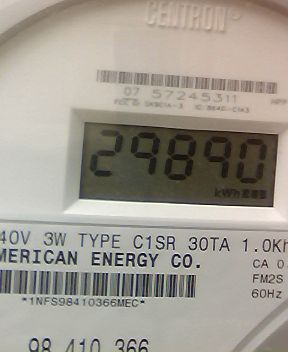 CENTRON
07 57245311
29890
kWh
40V 3W TYPE C1SR 30TA 1.0Kh
MERICAN ENERGY CO.
CA 0.
FM2S
*1NFS98410366MEC*
60Hz
98 410 366